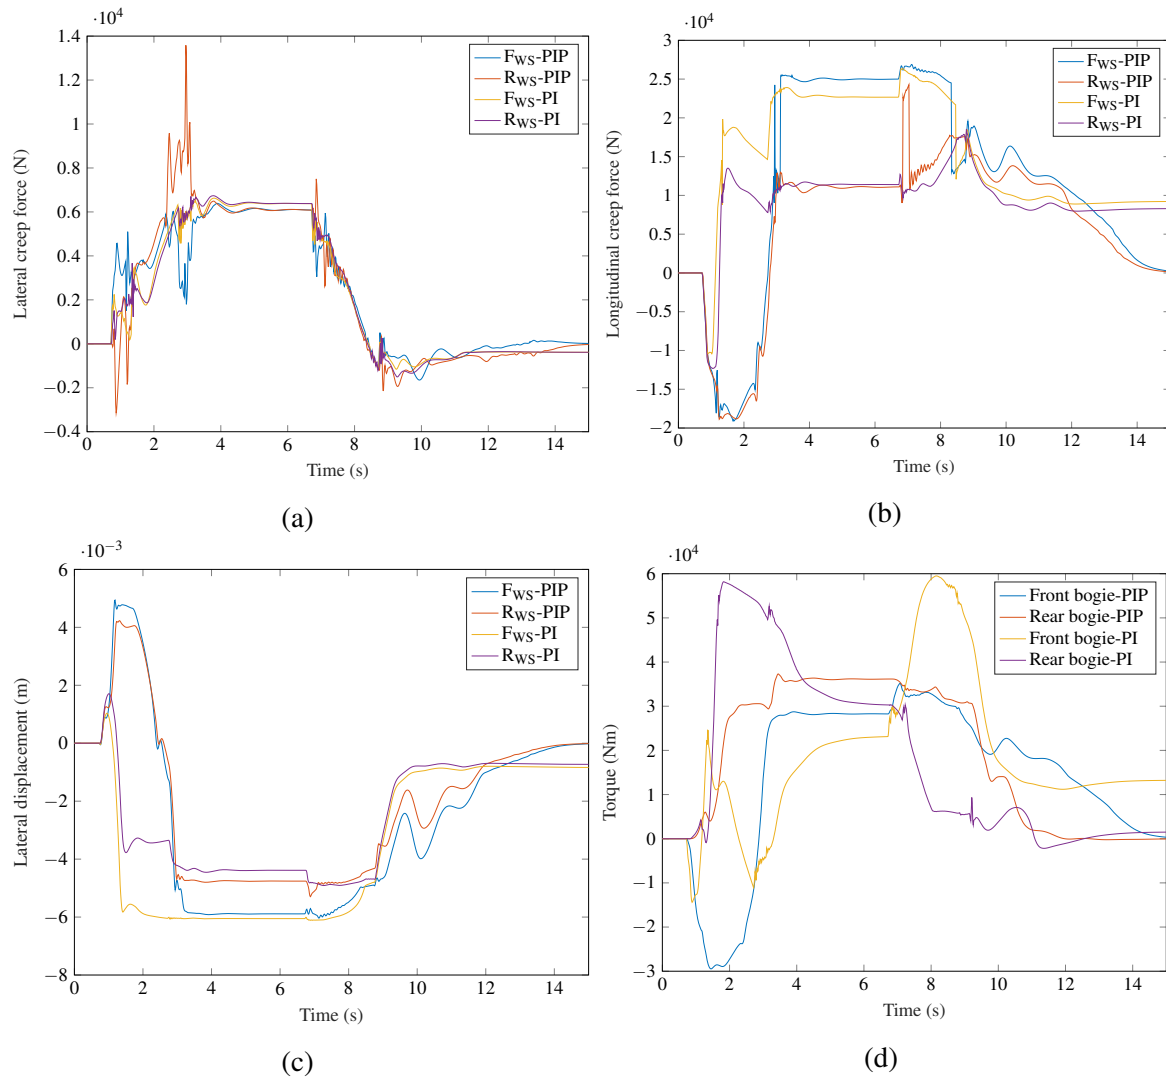 ·10⁴
1.4
1.2
1
0.8
0.6
0.4
0.2
0
−0.2
−0.4
0 2 4 6 8 10 12 14
Time (s)
Lateral creep force (N)
F_WS-PIP
R_WS-PIP
F_WS-PI
R_WS-PI
(a)
·10⁴
3
2.5
2
1.5
1
0.5
0
−0.5
−1
−1.5
−2
0 2 4 6 8 10 12 14
Time (s)
Longitudinal creep force (N)
F_WS-PIP
R_WS-PIP
F_WS-PI
R_WS-PI
(b)
·10⁻³
6
4
2
0
−2
−4
−6
−8
0 2 4 6 8 10 12 14
Time (s)
Lateral displacement (m)
F_WS-PIP
R_WS-PIP
F_WS-PI
R_WS-PI
(c)
·10⁴
6
5
4
3
2
1
0
−1
−2
−3
0 2 4 6 8 10 12 14
Time (s)
Torque (Nm)
Front bogie-PIP
Rear bogie-PIP
Front bogie-PI
Rear bogie-PI
(d)